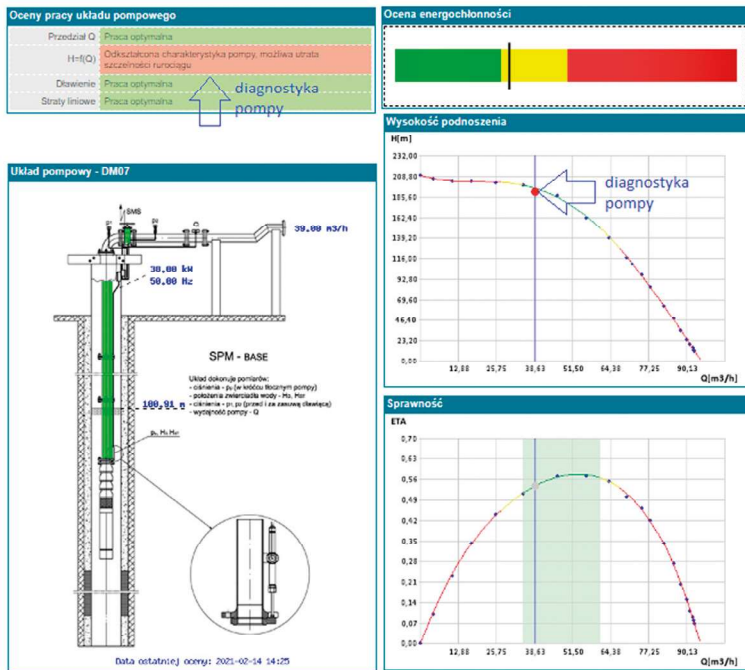 Oceny pracy układu pompowego
Przedział Q Praca optymalna
H=f(Q) Odkształcona charakterystyka pompy, możliwa utrata
szczelności rurociągu
Dławienie Praca optymalna
Straty liniowe Praca optymalna
diagnostyka
pompy
Ocena energochłonności
Wysokość podnoszenia
H[m]
232,00
208,80
185,60
162,40
139,20
116,00
92,80
69,60
46,40
23,20
0,00
12,88 25,75 38,63 51,50 64,38 77,25 90,13
Q[m3/h]
diagnostyka
pompy
Układ pompowy - DM07
SMS
39.00 m3/h
30.00 kW
50.00 Hz
SPM - BASE
Układ dokonuje pomiarów:
- ciśnienia - p₀ (w króćcu tłocznym pompy)
- położenia zwierciadła wody - H₀, Hₑₗ
- ciśnienia - p₁, p₂ (przed i za zasuwą dławiącą)
- wydajność pompy - Q
100.91 m
Data ostatniej oceny: 2021-02-14 14:25
Sprawność
ETA
0,70
0,63
0,56
0,49
0,42
0,35
0,28
0,21
0,14
0,07
0,00
12,88 25,75 38,63 51,50 64,38 77,25 90,13
Q[m3/h]